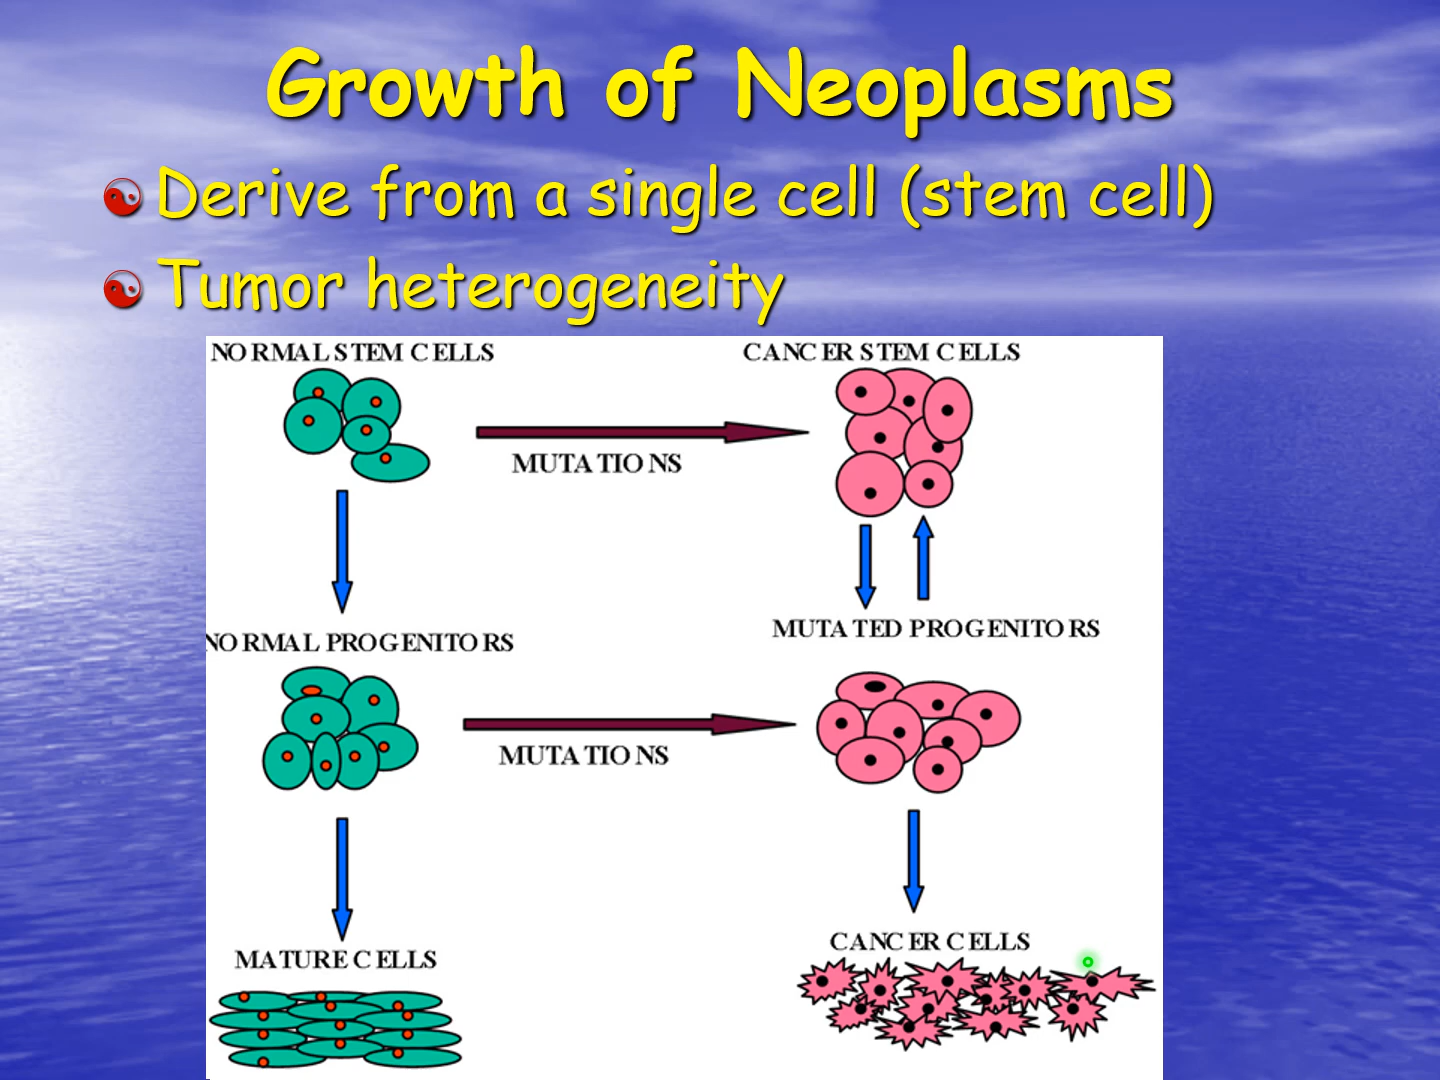 Growth of Neoplasms
Derive from a single cell (stem cell)
Tumor heterogeneity
NORMAL STEM CELLS
CANCER STEM CELLS
MUTATIONS
NORMAL PROGENITORS
MUTATED PROGENITORS
MUTATIONS
MATURE CELLS
CANCER CELLS